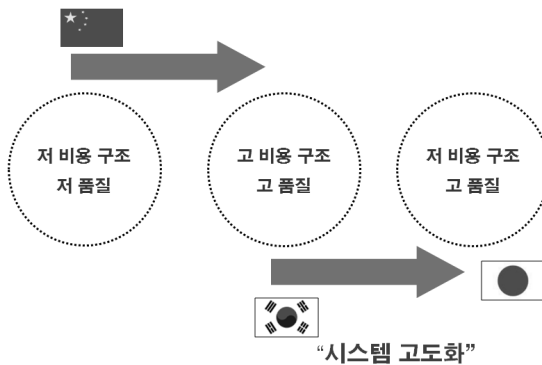 저 비용 구조
저 품질
고 비용 구조
고 품질
저 비용 구조
고 품질
“시스템 고도화”